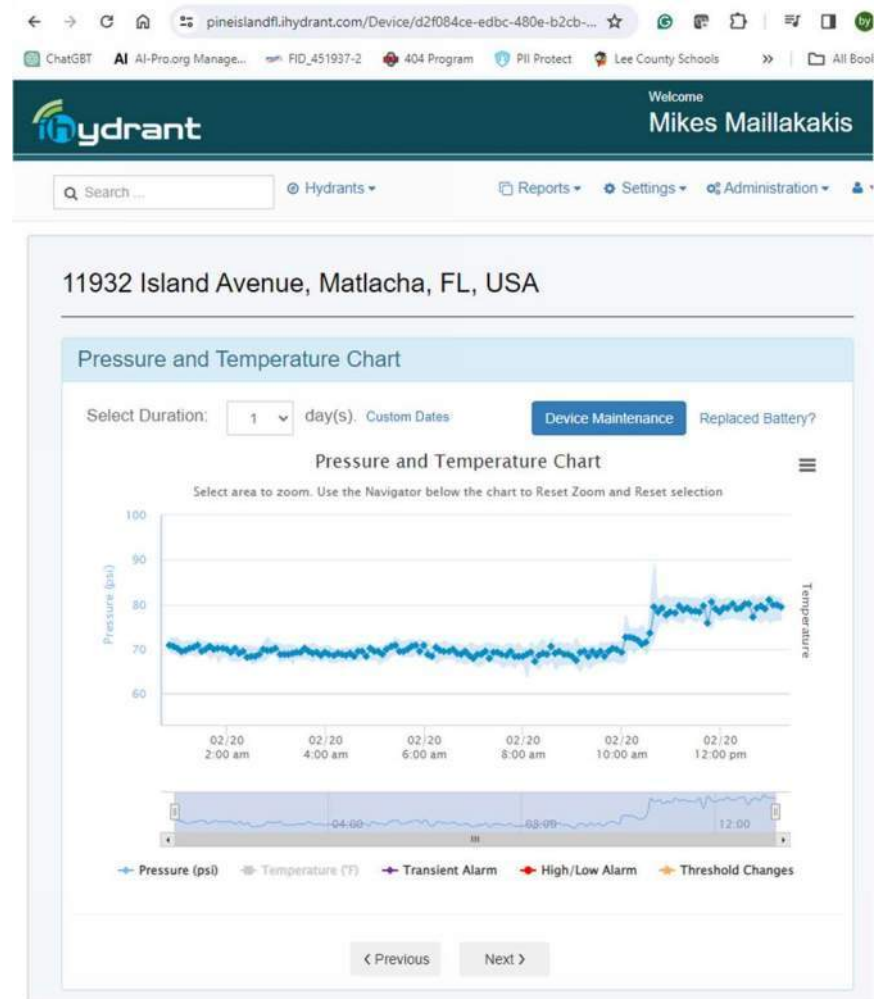 pineislandfl.ihydrant.com/Device/d2f084ce-edbc-480e-b2cb-...
ChatGBT AI AI-Pro.org Manage... FID_451937-2 404 Program PII Protect Lee County Schools » All Bool
ihydrant
Welcome
Mikes Maillakakis
Search ...
Hydrants
Reports
Settings
Administration
11932 Island Avenue, Matlacha, FL, USA
Pressure and Temperature Chart
Select Duration: 1 day(s). Custom Dates Device Maintenance Replaced Battery?
Pressure and Temperature Chart
Select area to zoom. Use the Navigator below the chart to Reset Zoom and Reset selection
Pressure (psi)
100
90
80
70
60
Temperature
02/20 02/20 02/20 02/20 02/20 02/20
2:00 am 4:00 am 6:00 am 8:00 am 10:00 am 12:00 pm
04:00 08:00 12:00
Pressure (psi) Temperature (°F) Transient Alarm High/Low Alarm Threshold Changes
< Previous Next >